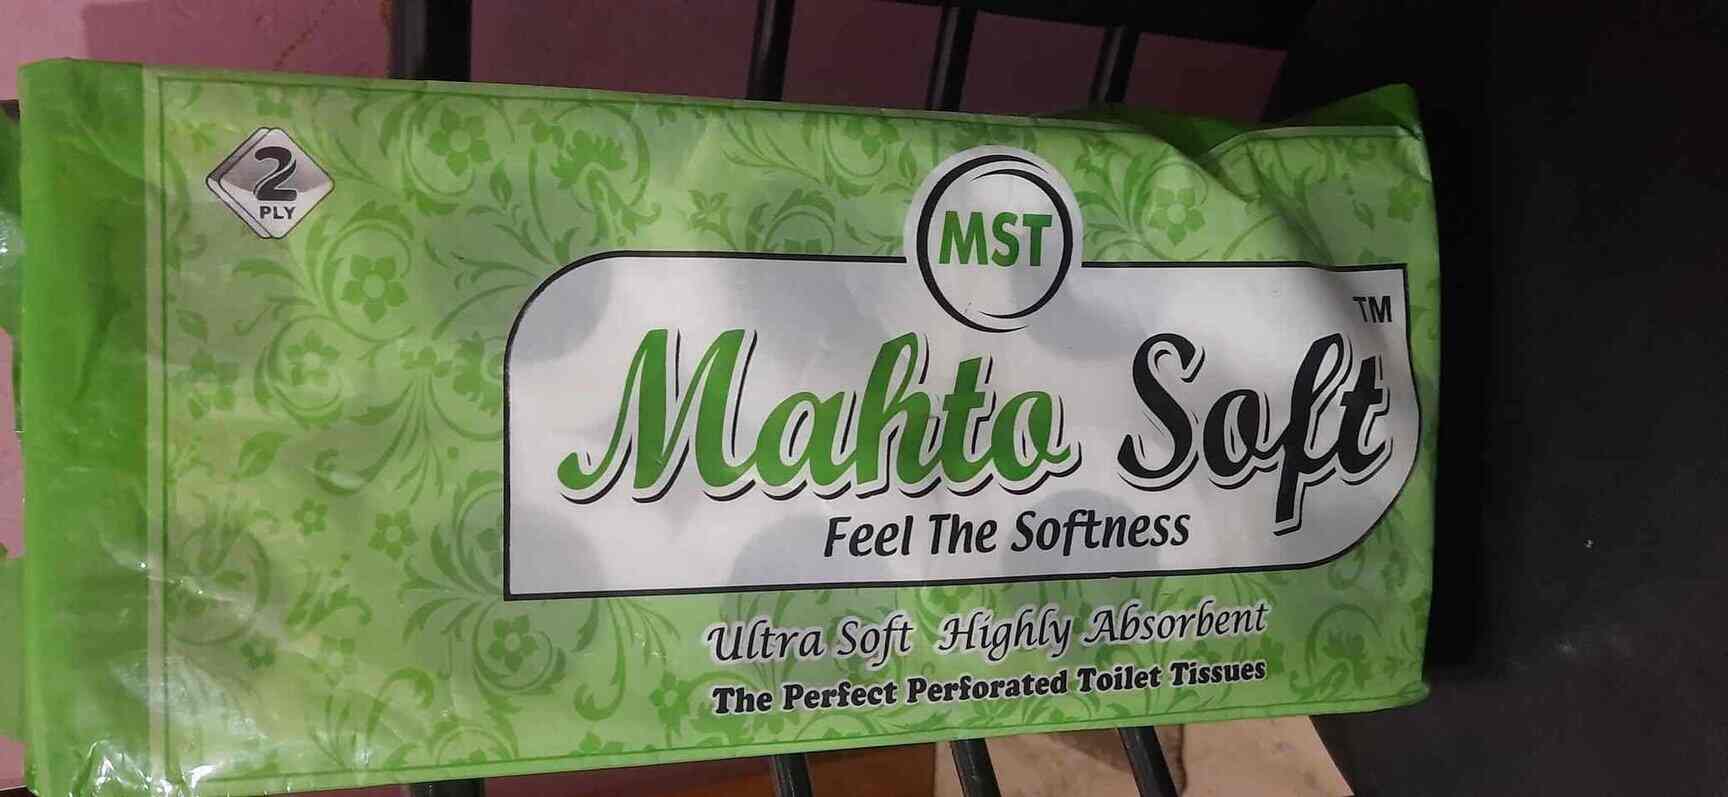 2
PLY
MST
TM
Mahto Soft
Feel The Softness
Ultra Soft Highly Absorbent
The Perfect Perforated Toilet Tissues